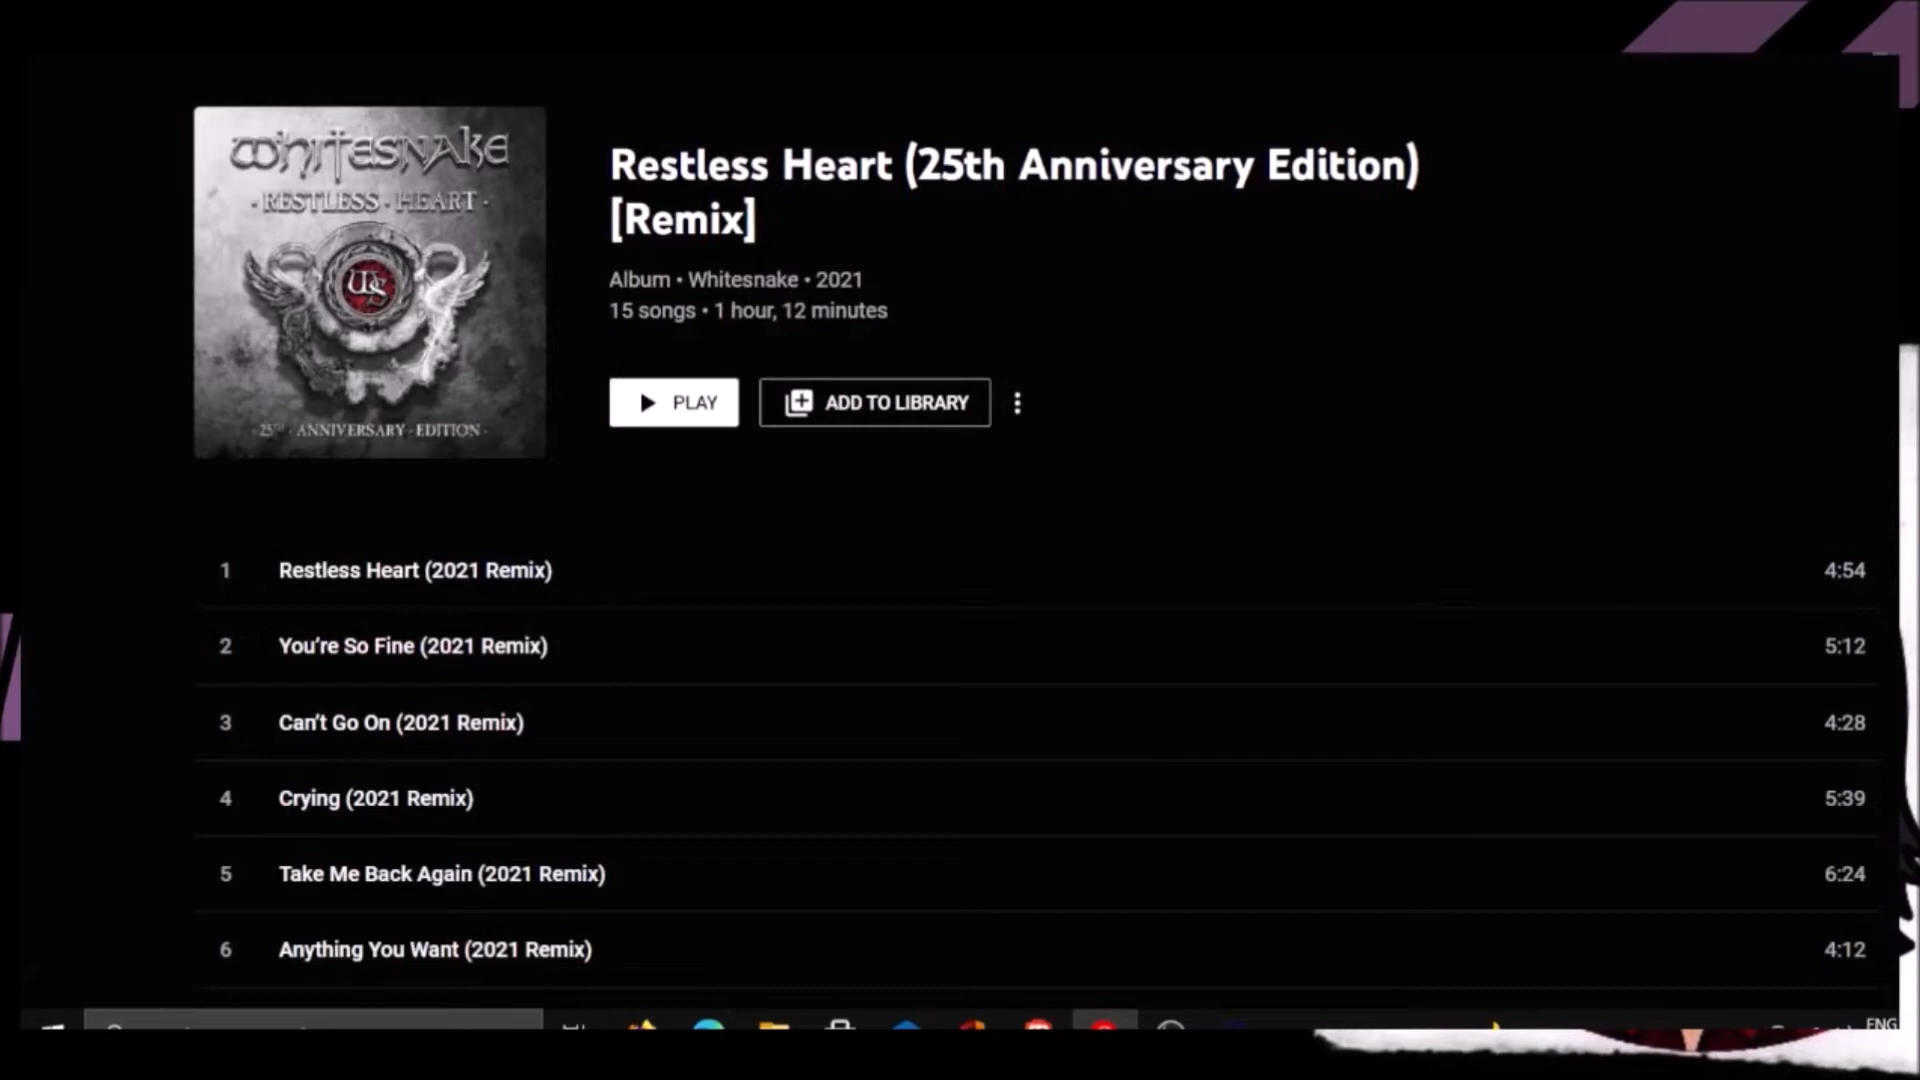 WHITESNAKE
· RESTLESS · HEART ·
WS
· 25TH · ANNIVERSARY · EDITION ·
Restless Heart (25th Anniversary Edition)
[Remix]
Album • Whitesnake • 2021
15 songs • 1 hour, 12 minutes
PLAY
ADD TO LIBRARY
1 Restless Heart (2021 Remix) 4:54
2 You’re So Fine (2021 Remix) 5:12
3 Can’t Go On (2021 Remix) 4:28
4 Crying (2021 Remix) 5:39
5 Take Me Back Again (2021 Remix) 6:24
6 Anything You Want (2021 Remix) 4:12
ENG